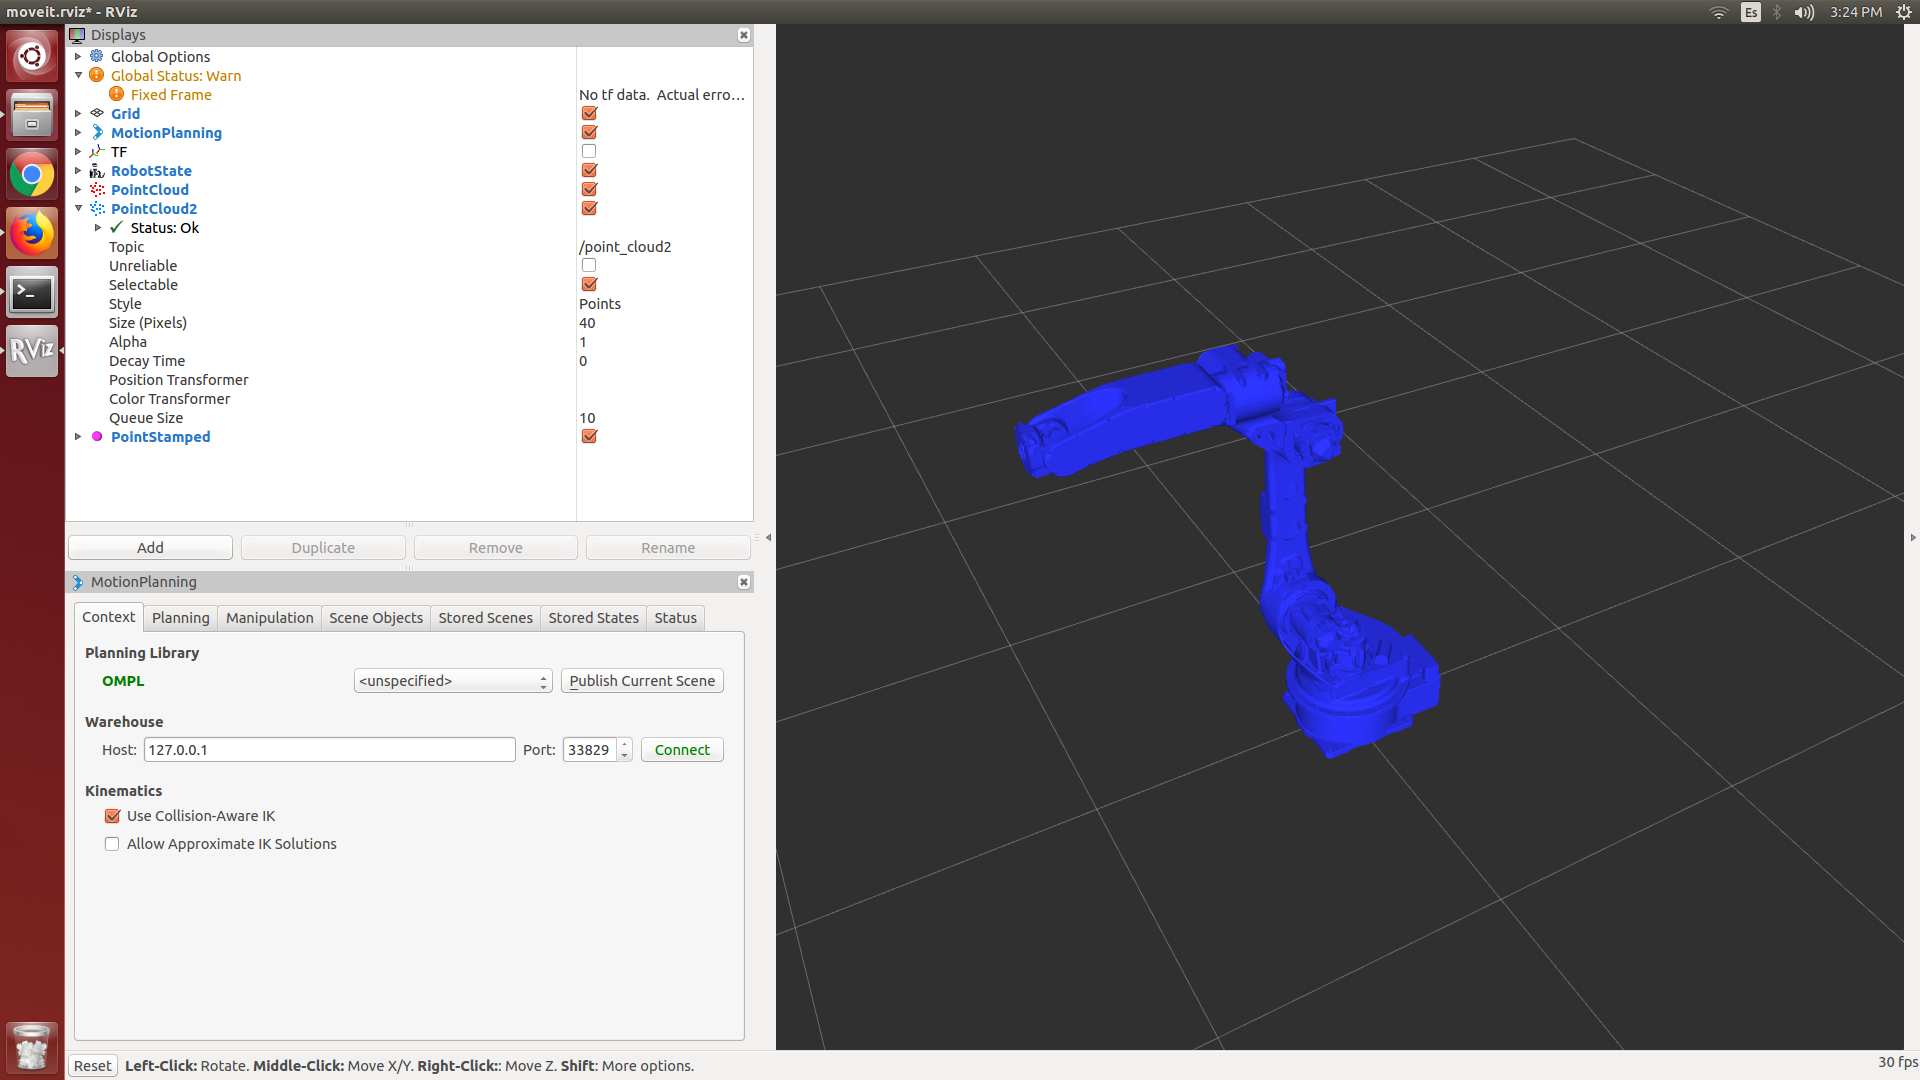 moveit.rviz* - RViz
Es
3:24 PM
Displays
Global Options
Global Status: Warn
Fixed Frame No tf data. Actual erro...
Grid
MotionPlanning
TF
RobotState
PointCloud
PointCloud2
Status: Ok
Topic /point_cloud2
Unreliable
Selectable
Style Points
Size (Pixels) 40
Alpha 1
Decay Time 0
Position Transformer
Color Transformer
Queue Size 10
PointStamped
Add Duplicate Remove Rename
MotionPlanning
Context Planning Manipulation Scene Objects Stored Scenes Stored States Status
Planning Library
OMPL <unspecified> Publish Current Scene
Warehouse
Host: 127.0.0.1 Port: 33829 Connect
Kinematics
Use Collision-Aware IK
Allow Approximate IK Solutions
RViz
Reset Left-Click: Rotate. Middle-Click: Move X/Y. Right-Click:: Move Z. Shift: More options.
30 fps